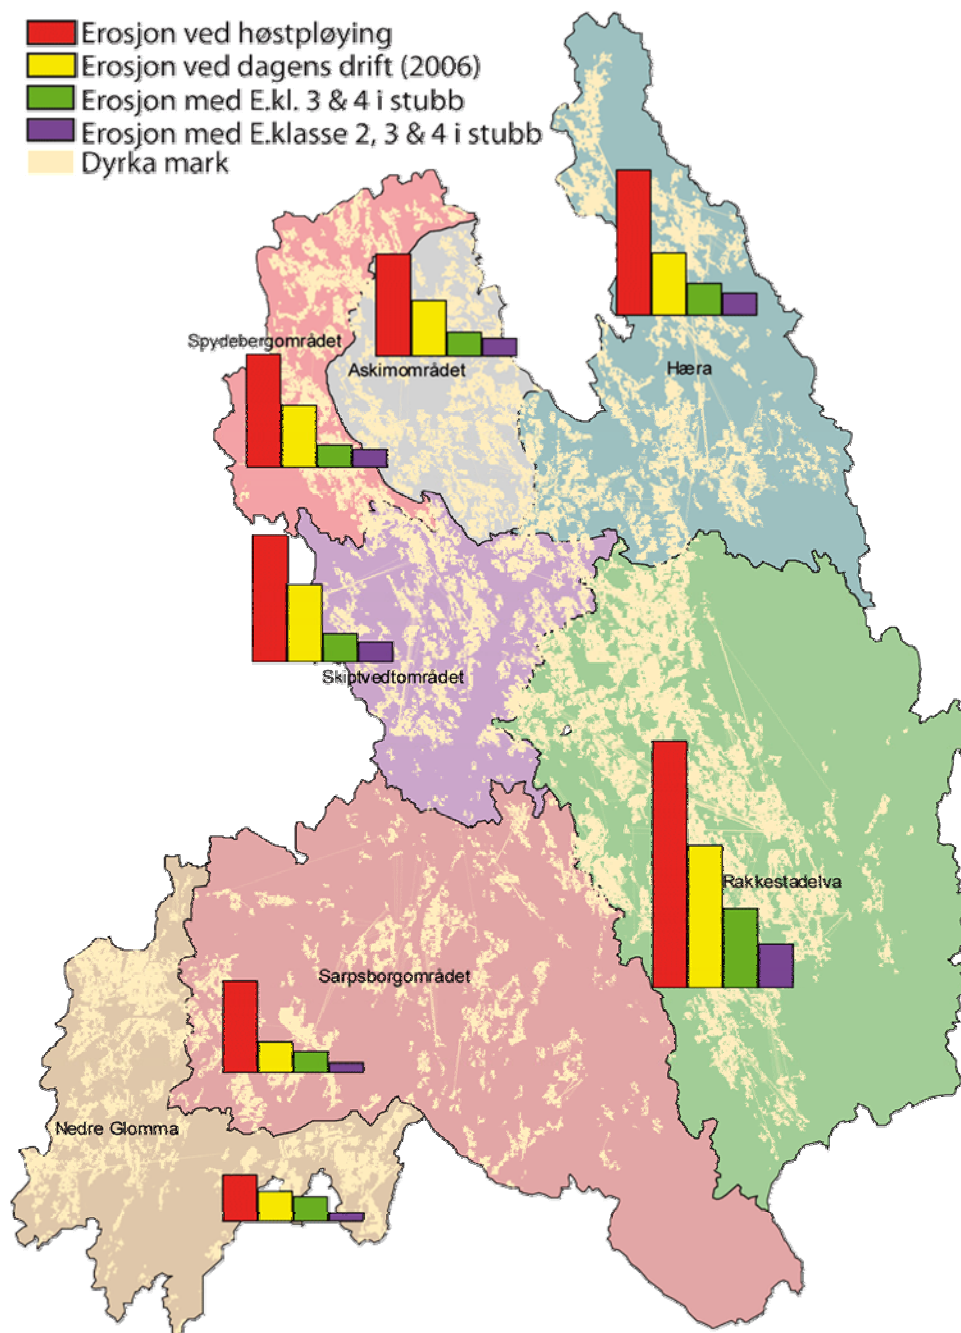 Erosjon ved høstpløying
Erosjon ved dagens drift (2006)
Erosjon med E.kl. 3 & 4 i stubb
Erosjon med E.klasse 2, 3 & 4 i stubb
Dyrka mark
Spydebergområdet
Askimområdet
Hæra
Skiptvedtområdet
Rakkestadelva
Sarpsborgområdet
Nedre Glomma